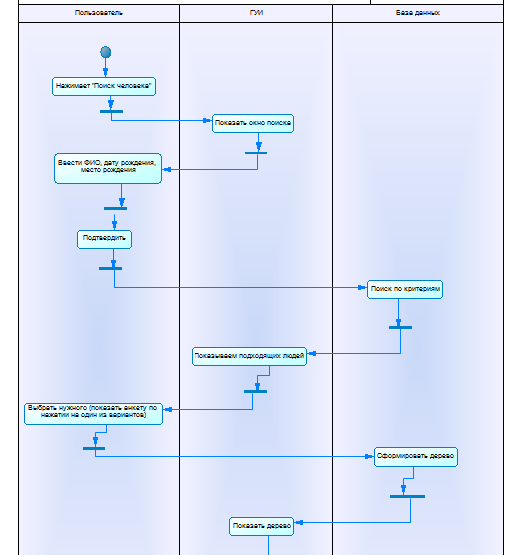 Пользователь
ГУИ
База данных
Нажимает "Поиск человека"
Показать окно поиска
Ввести ФИО, дату рождения,
место рождения
Подтвердить
Поиск по критериям
Показываем подходящих людей
Выбрать нужного (показать анкету по
нажатии на один из вариантов)
Сформировать дерево
Показать дерево